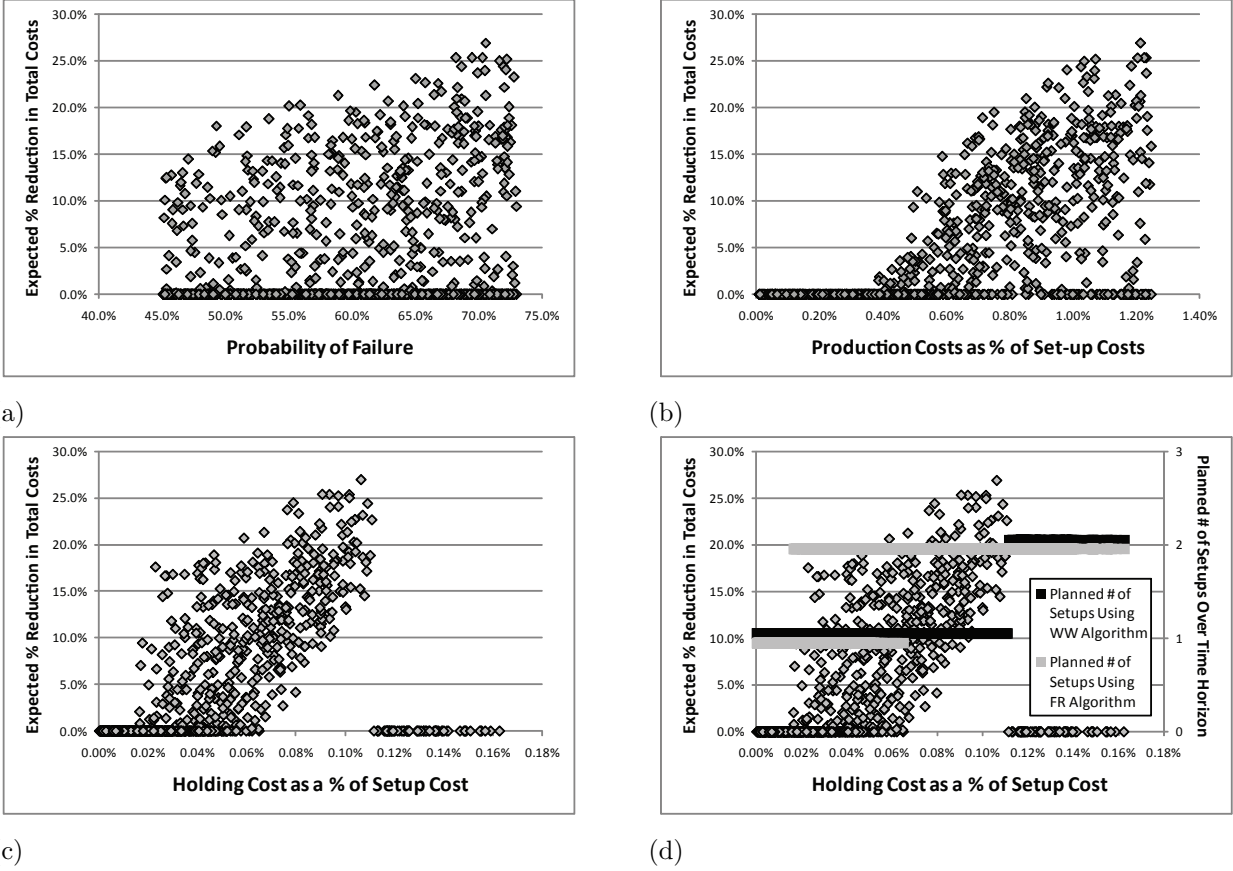 Expected % Reduction in Total Costs
30.0%
25.0%
20.0%
15.0%
10.0%
5.0%
0.0%
40.0% 45.0% 50.0% 55.0% 60.0% 65.0% 70.0% 75.0%
Probability of Failure
a)
Expected % Reduction in Total Costs
30.0%
25.0%
20.0%
15.0%
10.0%
5.0%
0.0%
0.00% 0.20% 0.40% 0.60% 0.80% 1.00% 1.20% 1.40%
Production Costs as % of Set-up Costs
(b)
Expected % Reduction in Total Costs
30.0%
25.0%
20.0%
15.0%
10.0%
5.0%
0.0%
0.00% 0.02% 0.04% 0.06% 0.08% 0.10% 0.12% 0.14% 0.16% 0.18%
Holding Cost as a % of Setup Cost
c)
Expected % Reduction in Total Costs
30.0%
25.0%
20.0%
15.0%
10.0%
5.0%
0.0%
0.00% 0.02% 0.04% 0.06% 0.08% 0.10% 0.12% 0.14% 0.16% 0.18%
Holding Cost as a % of Setup Cost
3
2
1
0
Planned # of Setups Over Time Horizon
Planned # of
Setups Using
WW Algorithm
Planned # of
Setups Using
FR Algorithm
(d)